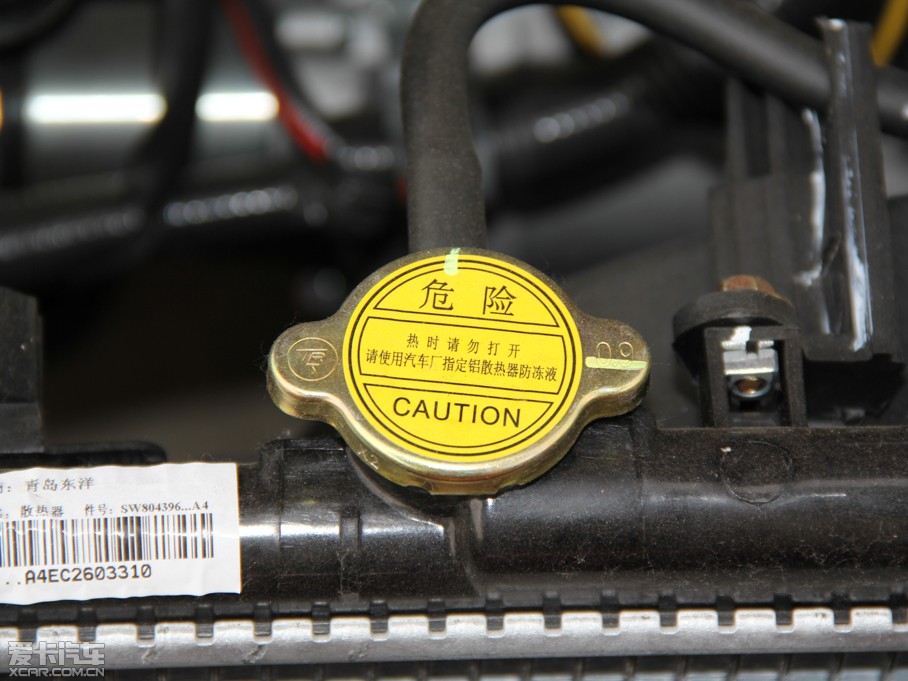 危 险
热时请勿打开
请使用汽车厂指定铝散热器防冻液
CAUTION
60
青岛东洋
散热器 件号: SW804396...A4
..A4EC2603310
爱卡汽车
XCAR.COM.CN